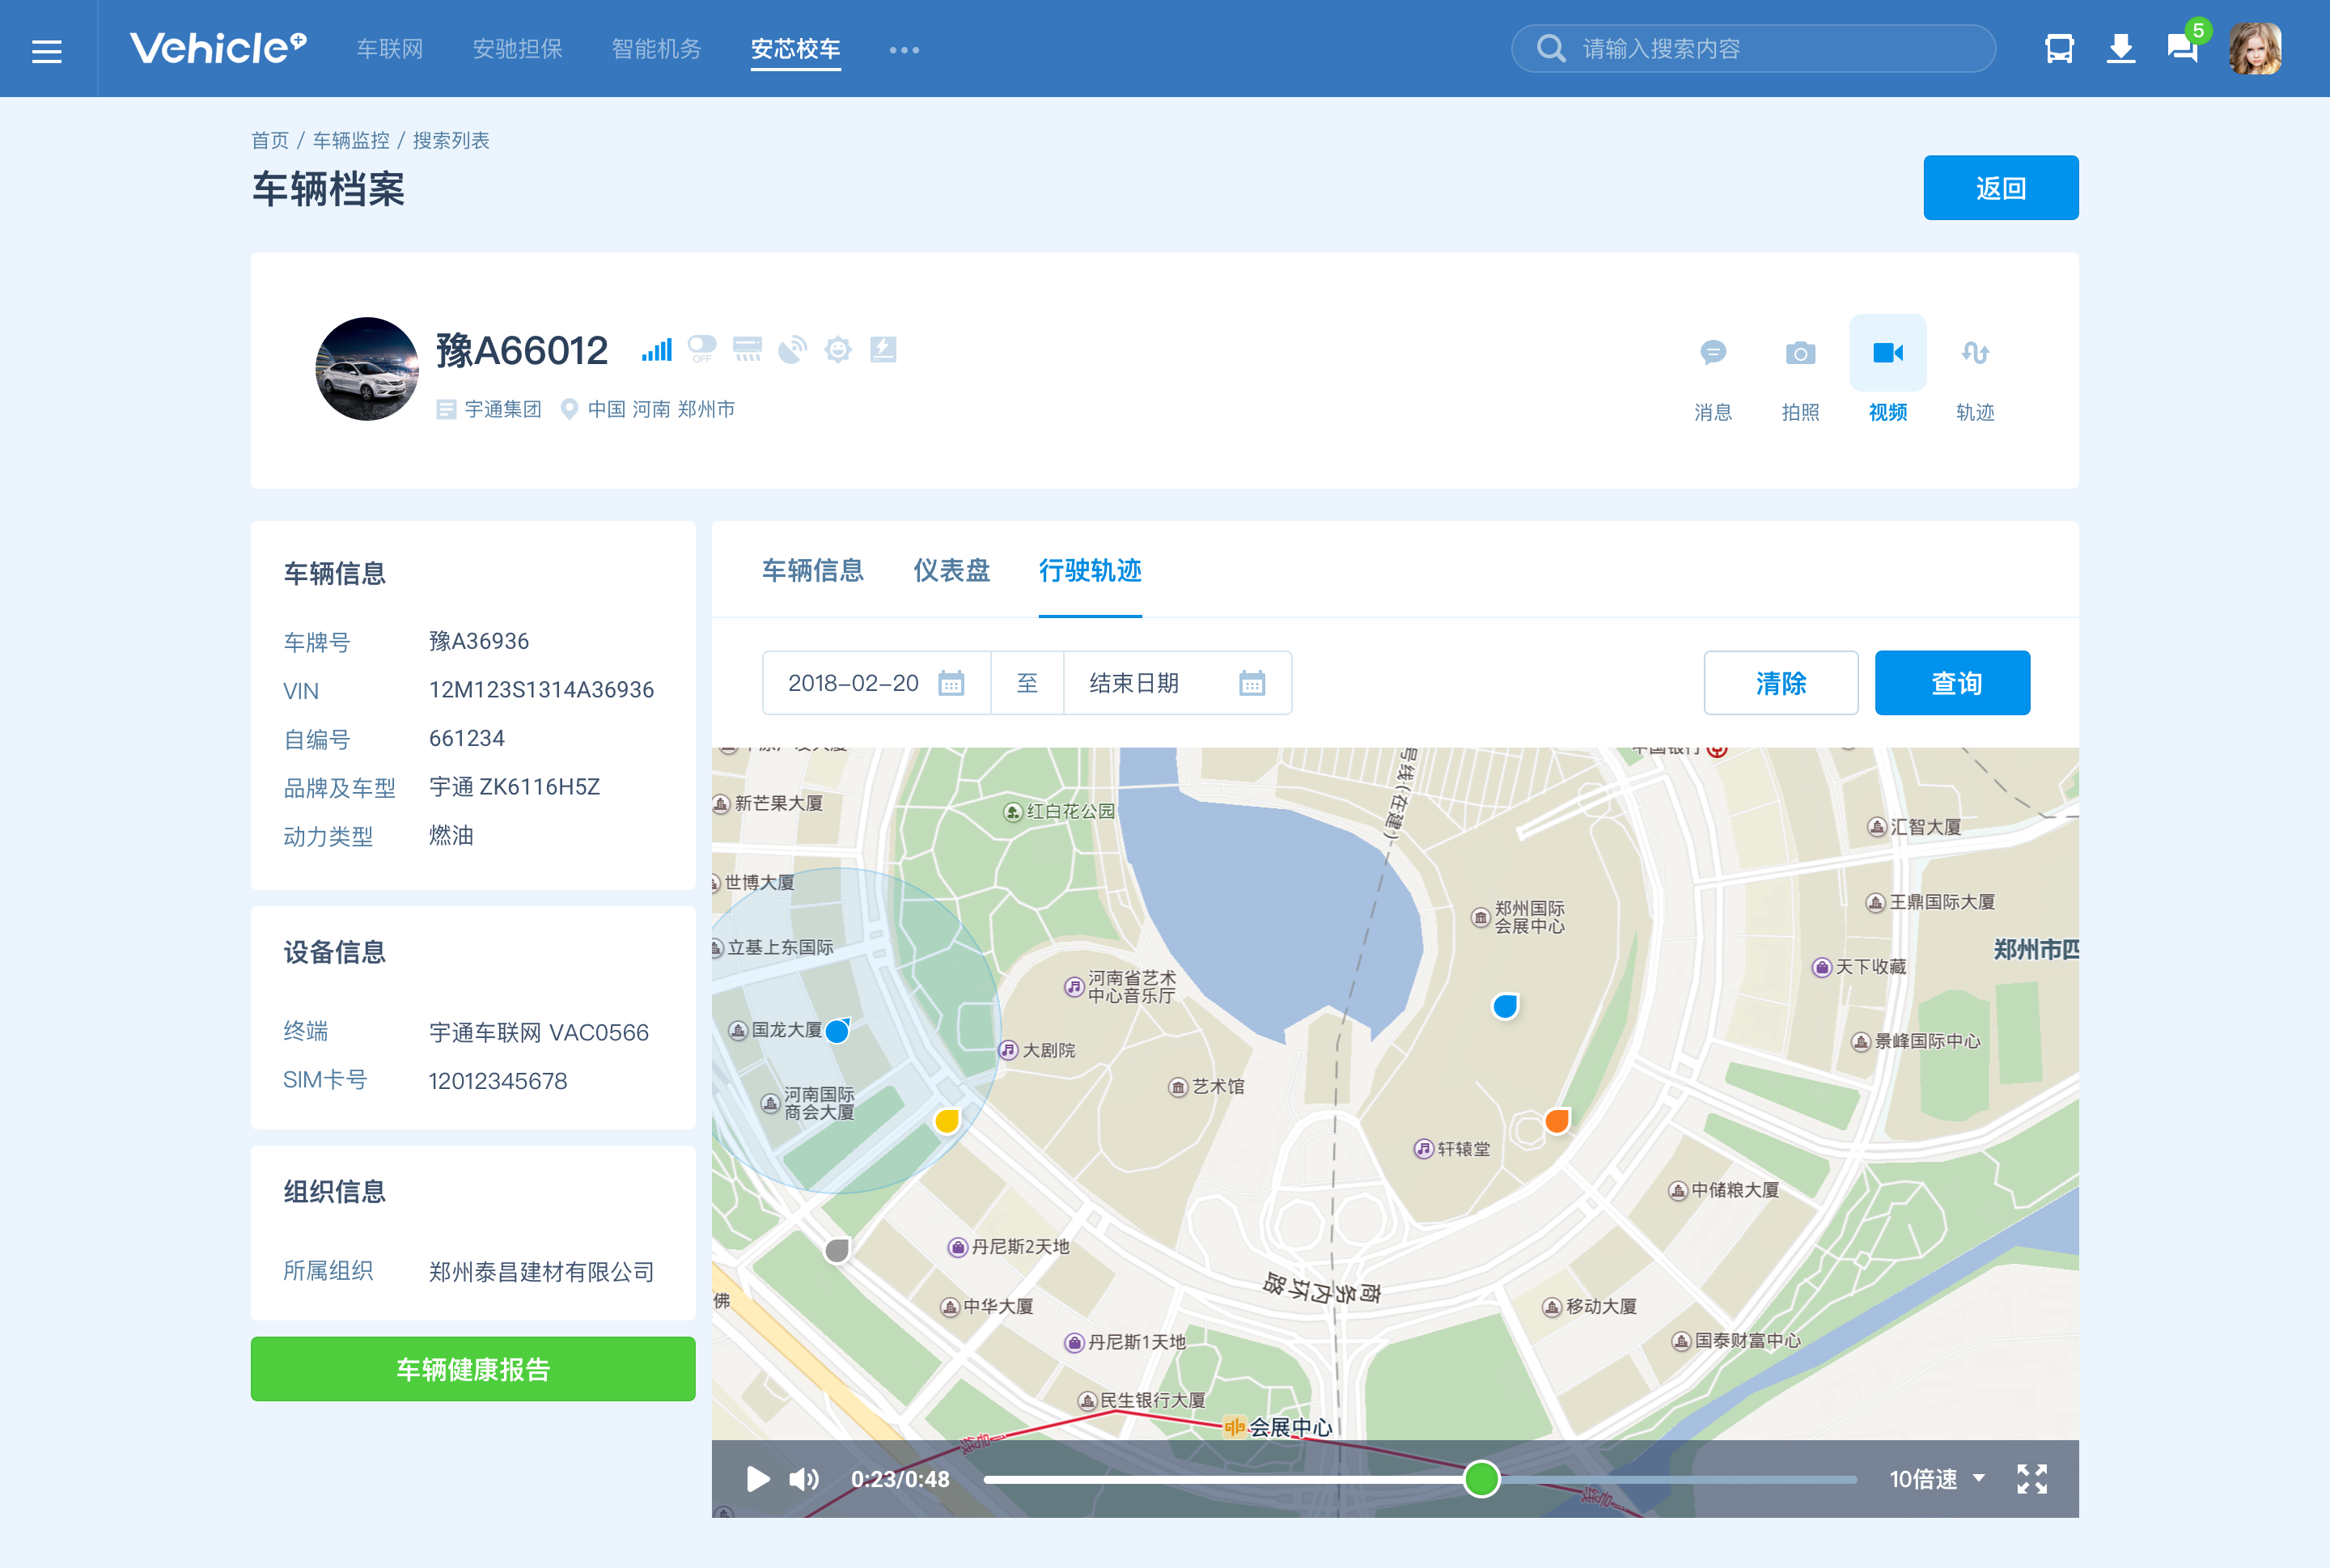 Vehicle+ 车联网 安驰担保 智能机务 安芯校车 请输入搜索内容 5
首页 / 车辆监控 / 搜索列表
车辆档案
返回
豫A66012
OFF
宇通集团 中国 河南 郑州市
消息 拍照 视频 轨迹
车辆信息
车牌号 豫A36936
VIN 12M123S1314A36936
自编号 661234
品牌及车型 宇通 ZK6116H5Z
动力类型 燃油
设备信息
终端 宇通车联网 VAC0566
SIM卡号 12012345678
组织信息
所属组织 郑州泰昌建材有限公司
车辆健康报告
车辆信息 仪表盘 行驶轨迹
2018-02-20 至 结束日期
清除 查询
中国银行
号线(在建)
新芒果大厦
红白花公园
汇智大厦
世博大厦
郑州国际
会展中心
王鼎国际大厦
立基上东国际
郑州市四
天下收藏
河南省艺术
中心音乐厅
国龙大厦
大剧院
景峰国际中心
艺术馆
河南国际
商会大厦
轩辕堂
中储粮大厦
丹尼斯2天地
商务内环路
佛
中华大厦
移动大厦
丹尼斯1天地
国泰财富中心
民生银行大厦
会展中心
0:23/0:48 10倍速